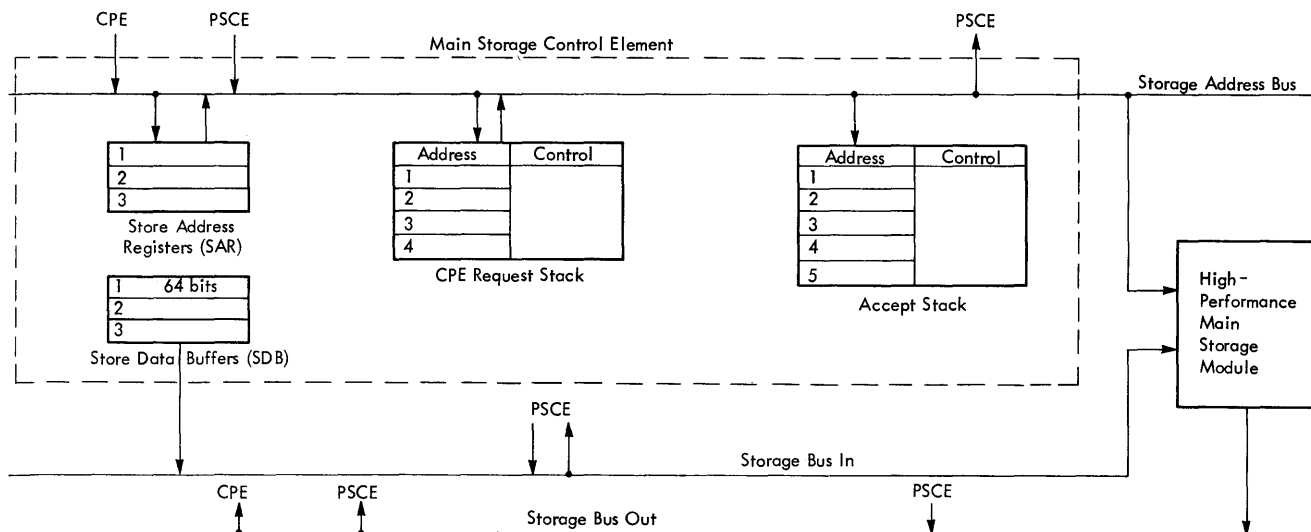 CPE
PSCE
PSCE
Main Storage Control Element
Storage Address Bus
1
2
3
Store Address
Registers (SAR)
Address Control
1
2
3
4
CPE Request Stack
Address Control
1
2
3
4
5
Accept Stack
1 64 bits
2
3
Store Data Buffers (SDB)
High-
Performance
Main
Storage
Module
PSCE
Storage Bus In
CPE
PSCE
PSCE
Storage Bus Out